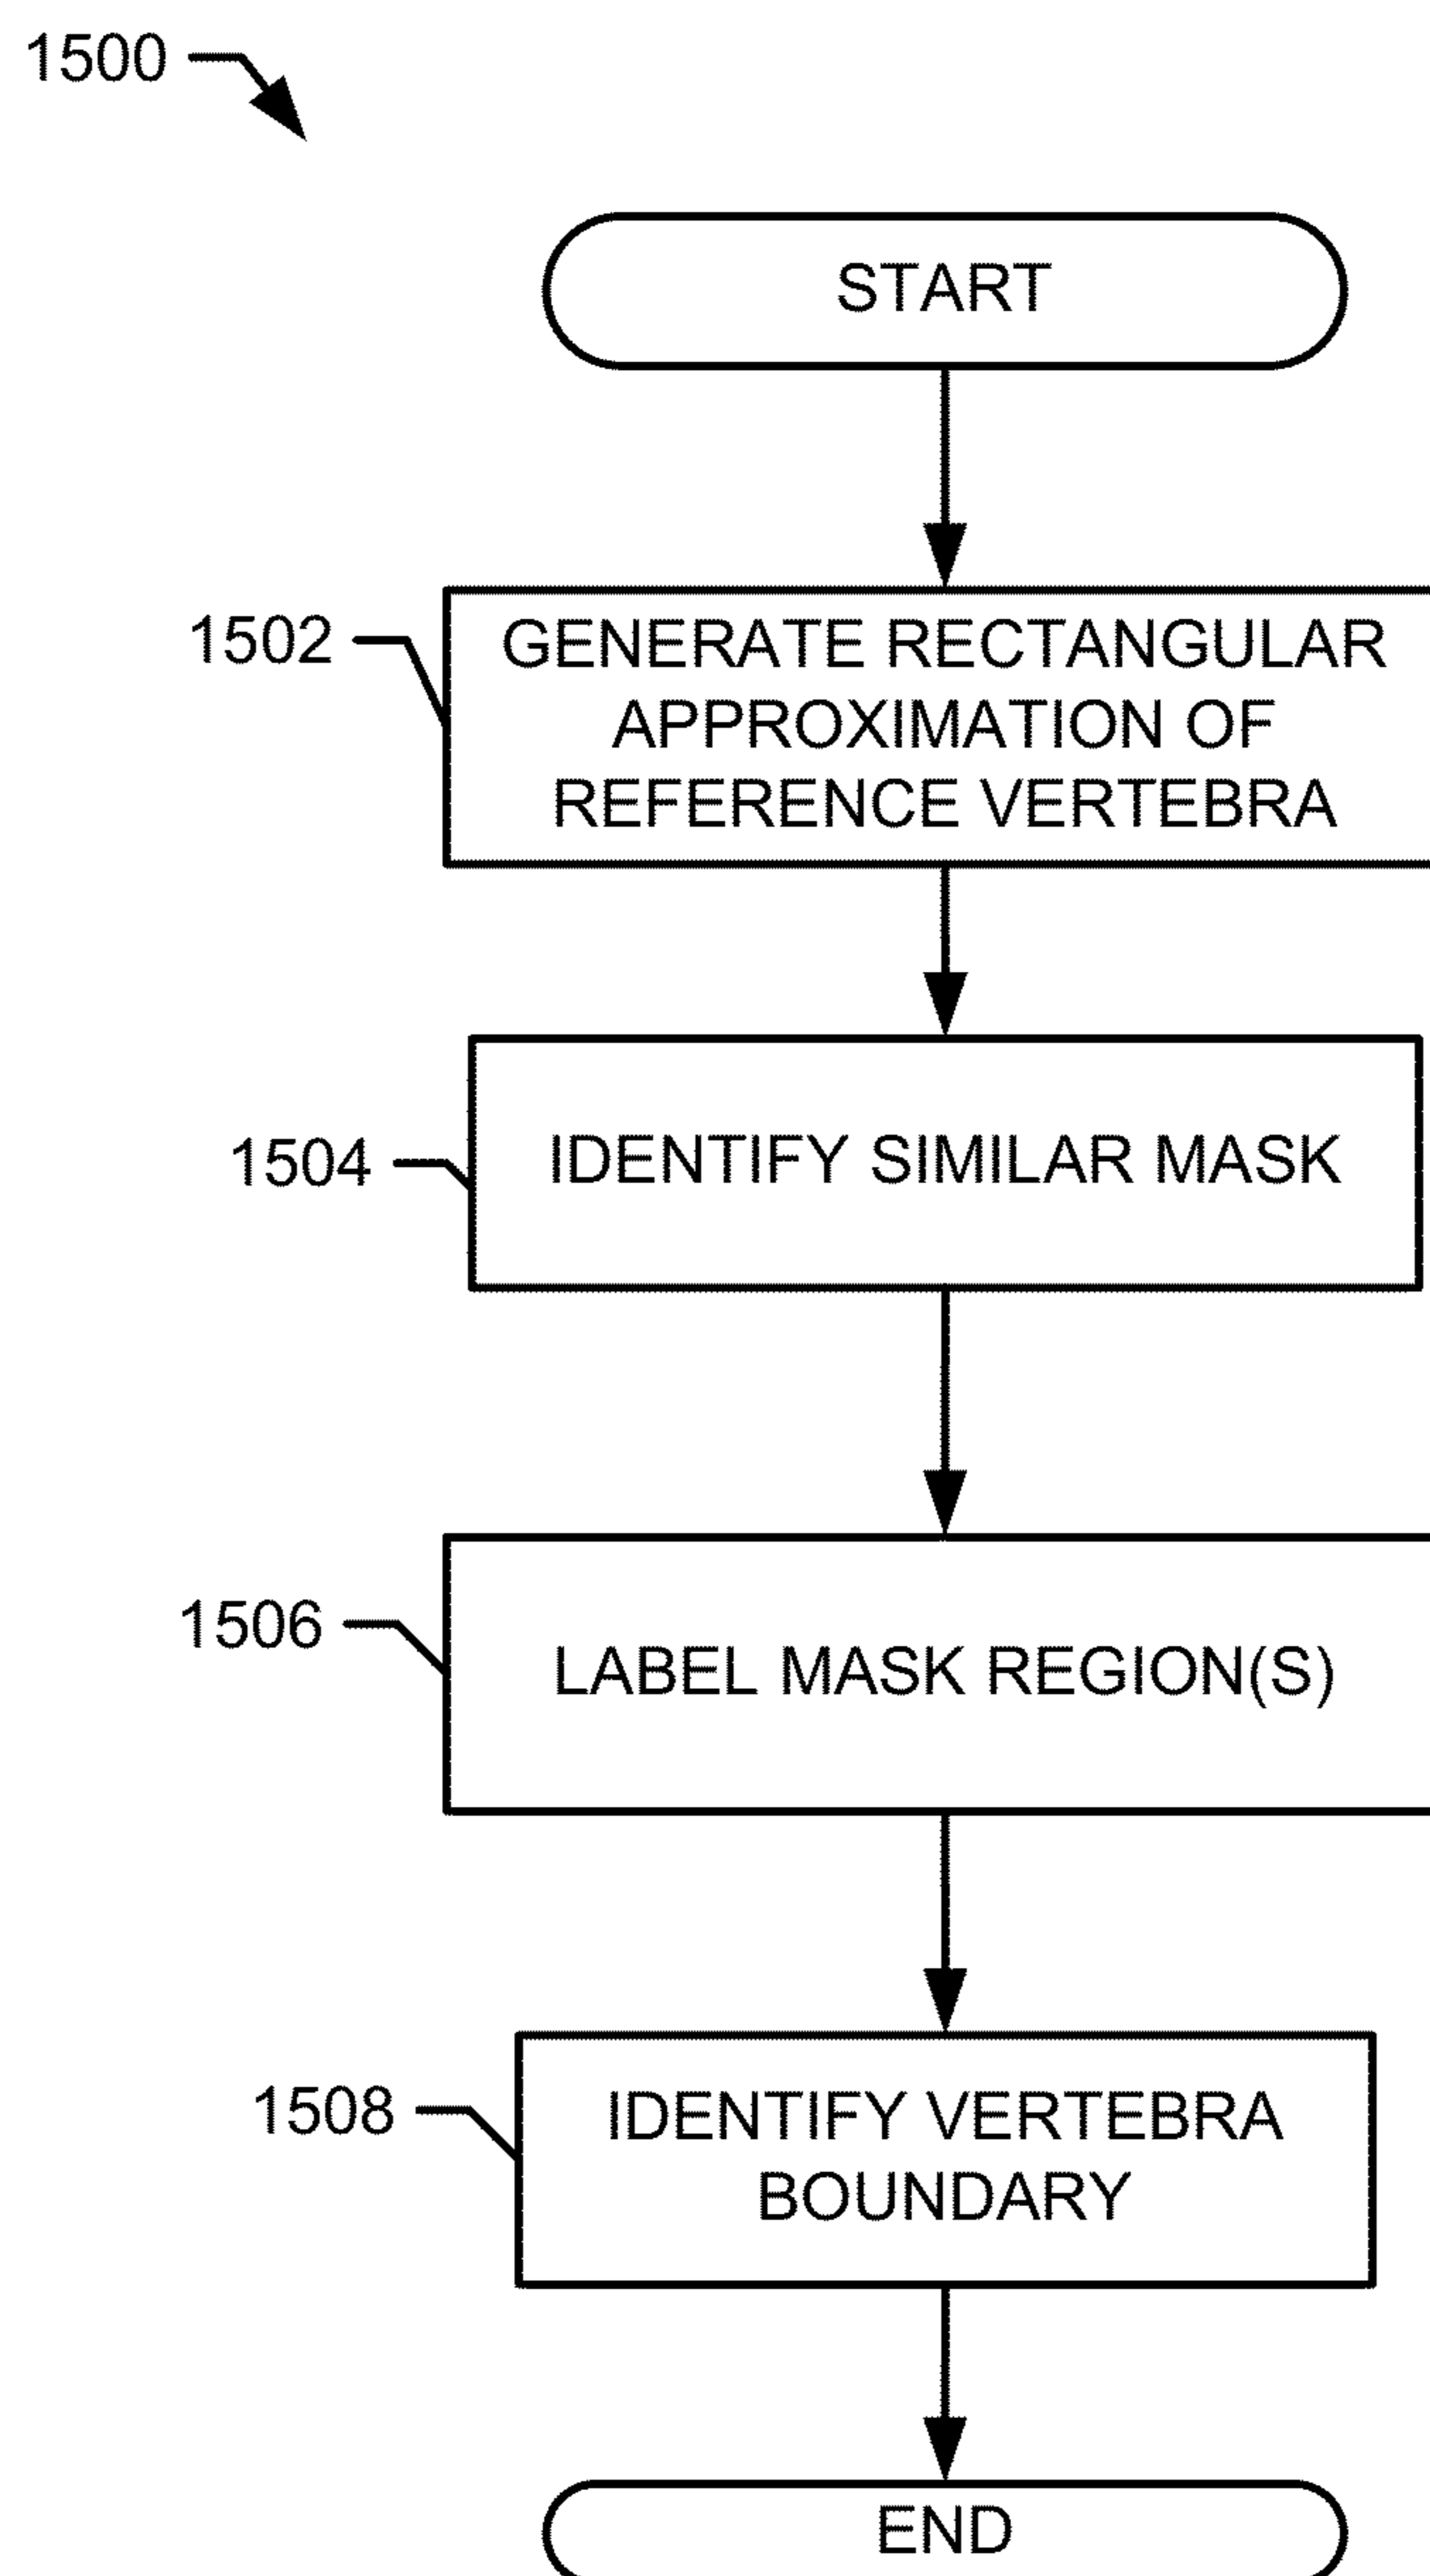 1500
START
1502
GENERATE RECTANGULAR
APPROXIMATION OF
REFERENCE VERTEBRA
1504
IDENTIFY SIMILAR MASK
1506
LABEL MASK REGION(S)
1508
IDENTIFY VERTEBRA
BOUNDARY
END